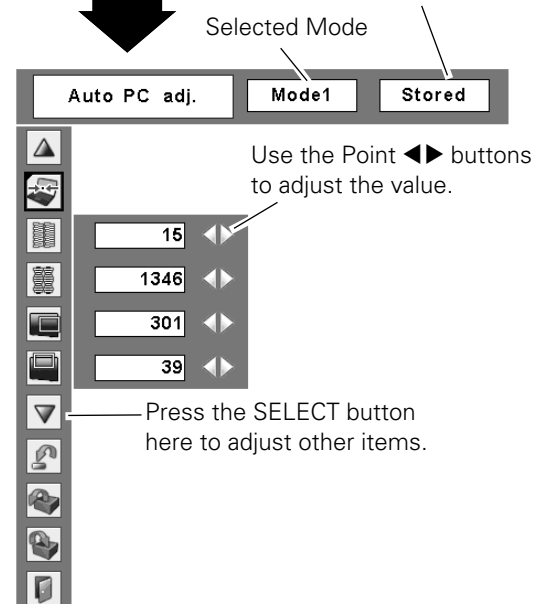 Selected Mode
Auto PC adj. Mode1 Stored
Use the Point ◀▶ buttons
to adjust the value.
15
1346
301
39
Press the SELECT button
here to adjust other items.